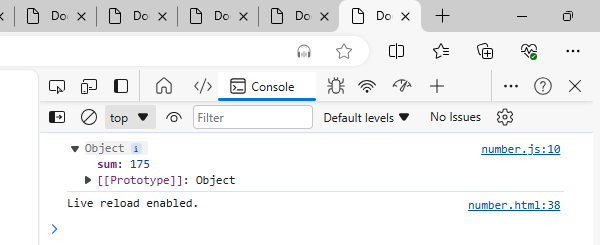 Do
Do
Do
Do
Do
Console
top
Filter
Default levels
No Issues
Object i number.js:10
sum: 175
[[Prototype]]: Object
Live reload enabled. number.html:38